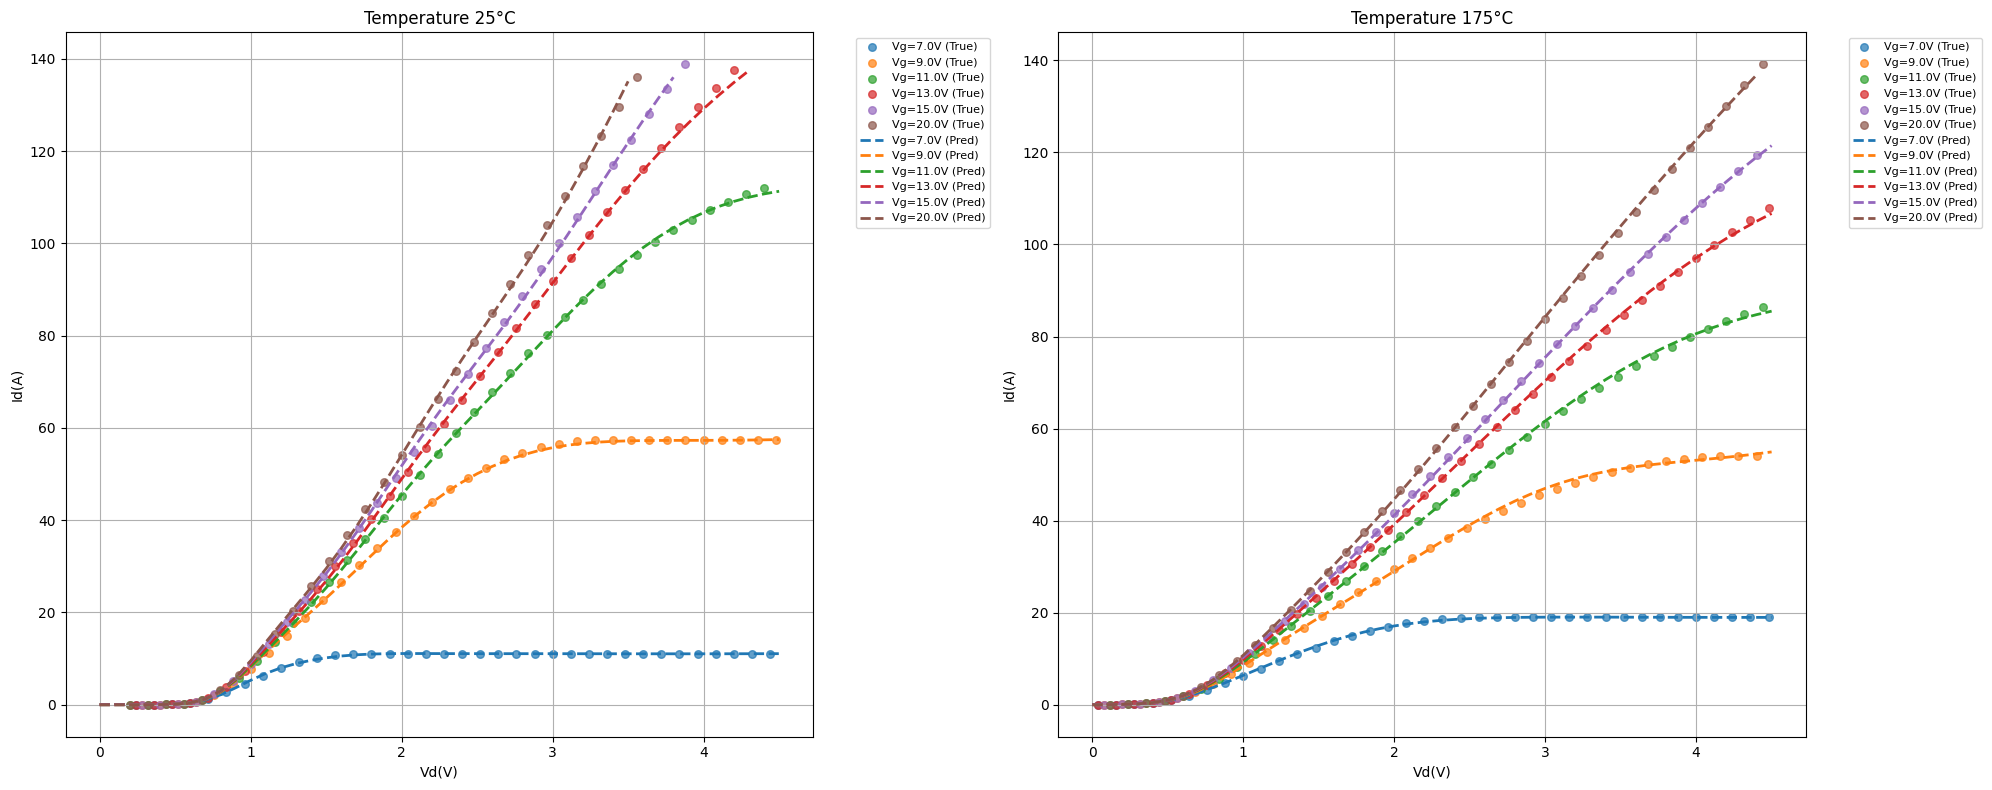 Temperature 25°C
Id(A)
140
120
100
80
60
40
20
0
0
1
2
3
4
Vd(V)
Vg=7.0V (True)
Vg=9.0V (True)
Vg=11.0V (True)
Vg=13.0V (True)
Vg=15.0V (True)
Vg=20.0V (True)
Vg=7.0V (Pred)
Vg=9.0V (Pred)
Vg=11.0V (Pred)
Vg=13.0V (Pred)
Vg=15.0V (Pred)
Vg=20.0V (Pred)
Temperature 175°C
Id(A)
140
120
100
80
60
40
20
0
0
1
2
3
4
Vd(V)
Vg=7.0V (True)
Vg=9.0V (True)
Vg=11.0V (True)
Vg=13.0V (True)
Vg=15.0V (True)
Vg=20.0V (True)
Vg=7.0V (Pred)
Vg=9.0V (Pred)
Vg=11.0V (Pred)
Vg=13.0V (Pred)
Vg=15.0V (Pred)
Vg=20.0V (Pred)